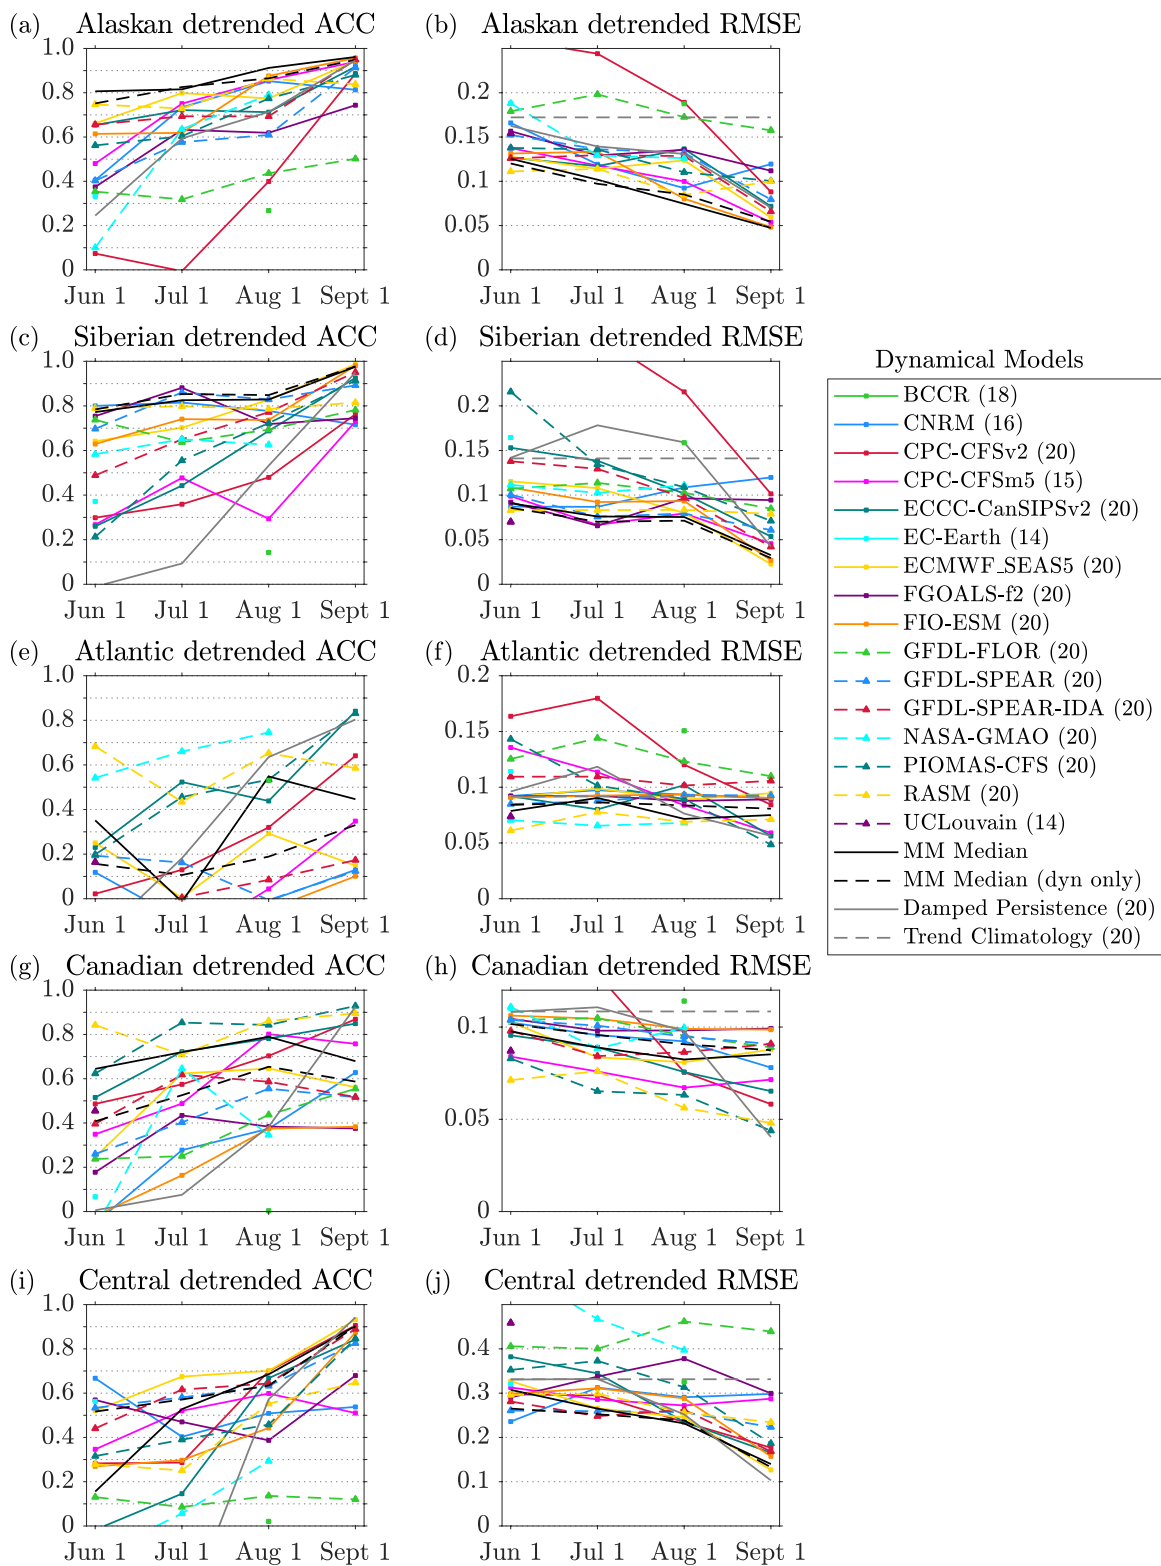 (a) Alaskan detrended ACC
1.0
0.8
0.6
0.4
0.2
0
Jun 1 Jul 1 Aug 1 Sept 1
(b) Alaskan detrended RMSE
0.2
0.15
0.1
0.05
0
Jun 1 Jul 1 Aug 1 Sept 1
(c) Siberian detrended ACC
1.0
0.8
0.6
0.4
0.2
0
Jun 1 Jul 1 Aug 1 Sept 1
(d) Siberian detrended RMSE
0.2
0.15
0.1
0.05
0
Jun 1 Jul 1 Aug 1 Sept 1
(e) Atlantic detrended ACC
1.0
0.8
0.6
0.4
0.2
0
Jun 1 Jul 1 Aug 1 Sept 1
(f) Atlantic detrended RMSE
0.2
0.15
0.1
0.05
0
Jun 1 Jul 1 Aug 1 Sept 1
(g) Canadian detrended ACC
1.0
0.8
0.6
0.4
0.2
0
Jun 1 Jul 1 Aug 1 Sept 1
(h) Canadian detrended RMSE
0.1
0.05
0
Jun 1 Jul 1 Aug 1 Sept 1
(i) Central detrended ACC
1.0
0.8
0.6
0.4
0.2
0
Jun 1 Jul 1 Aug 1 Sept 1
(j) Central detrended RMSE
0.4
0.3
0.2
0.1
0
Jun 1 Jul 1 Aug 1 Sept 1
Dynamical Models
BCCR (18)
CNRM (16)
CPC-CFSv2 (20)
CPC-CFSm5 (15)
ECCC-CanSIPSv2 (20)
EC-Earth (14)
ECMWF_SEAS5 (20)
FGOALS-f2 (20)
FIO-ESM (20)
GFDL-FLOR (20)
GFDL-SPEAR (20)
GFDL-SPEAR-IDA (20)
NASA-GMAO (20)
PIOMAS-CFS (20)
RASM (20)
UCLouvain (14)
MM Median
MM Median (dyn only)
Damped Persistence (20)
Trend Climatology (20)